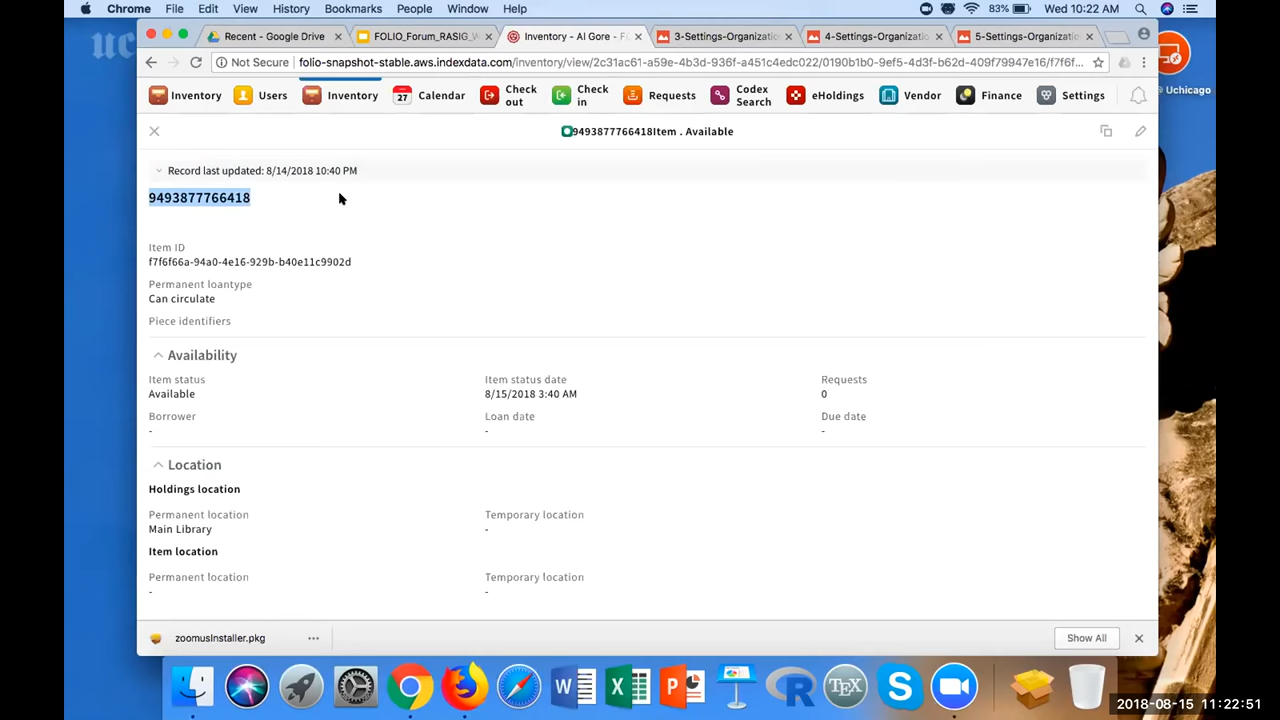 Chrome File Edit View History Bookmarks People Window Help 83% Wed 10:22 AM
Recent - Google Drive FOLIO_Forum_RASIG_ Inventory - Al Gore - FO 3-Settings-Organizatio 4-Settings-Organizatio 5-Settings-Organizatio
Not Secure folio-snapshot-stable.aws.indexdata.com/inventory/view/2c31ac61-a59e-4b3d-936f-a451c4edc022/0190b1b0-9ef5-4d3f-b62d-409f79947e16/f7f6f...
Uchicago
Inventory Users Inventory 27 Calendar Check out Check in Requests Codex Search eHoldings Vendor Finance Settings
9493877766418Item . Available
Record last updated: 8/14/2018 10:40 PM
9493877766418
Item ID
f7f6f66a-94a0-4e16-929b-b40e11c9902d
Permanent loantype
Can circulate
Piece identifiers
Availability
Item status Item status date Requests
Available 8/15/2018 3:40 AM 0
Borrower Loan date Due date
- - -
Location
Holdings location
Permanent location Temporary location
Main Library -
Item location
Permanent location Temporary location
- -
zoomusInstaller.pkg Show All
W X P R TEX S
2018-08-15 11:22:51